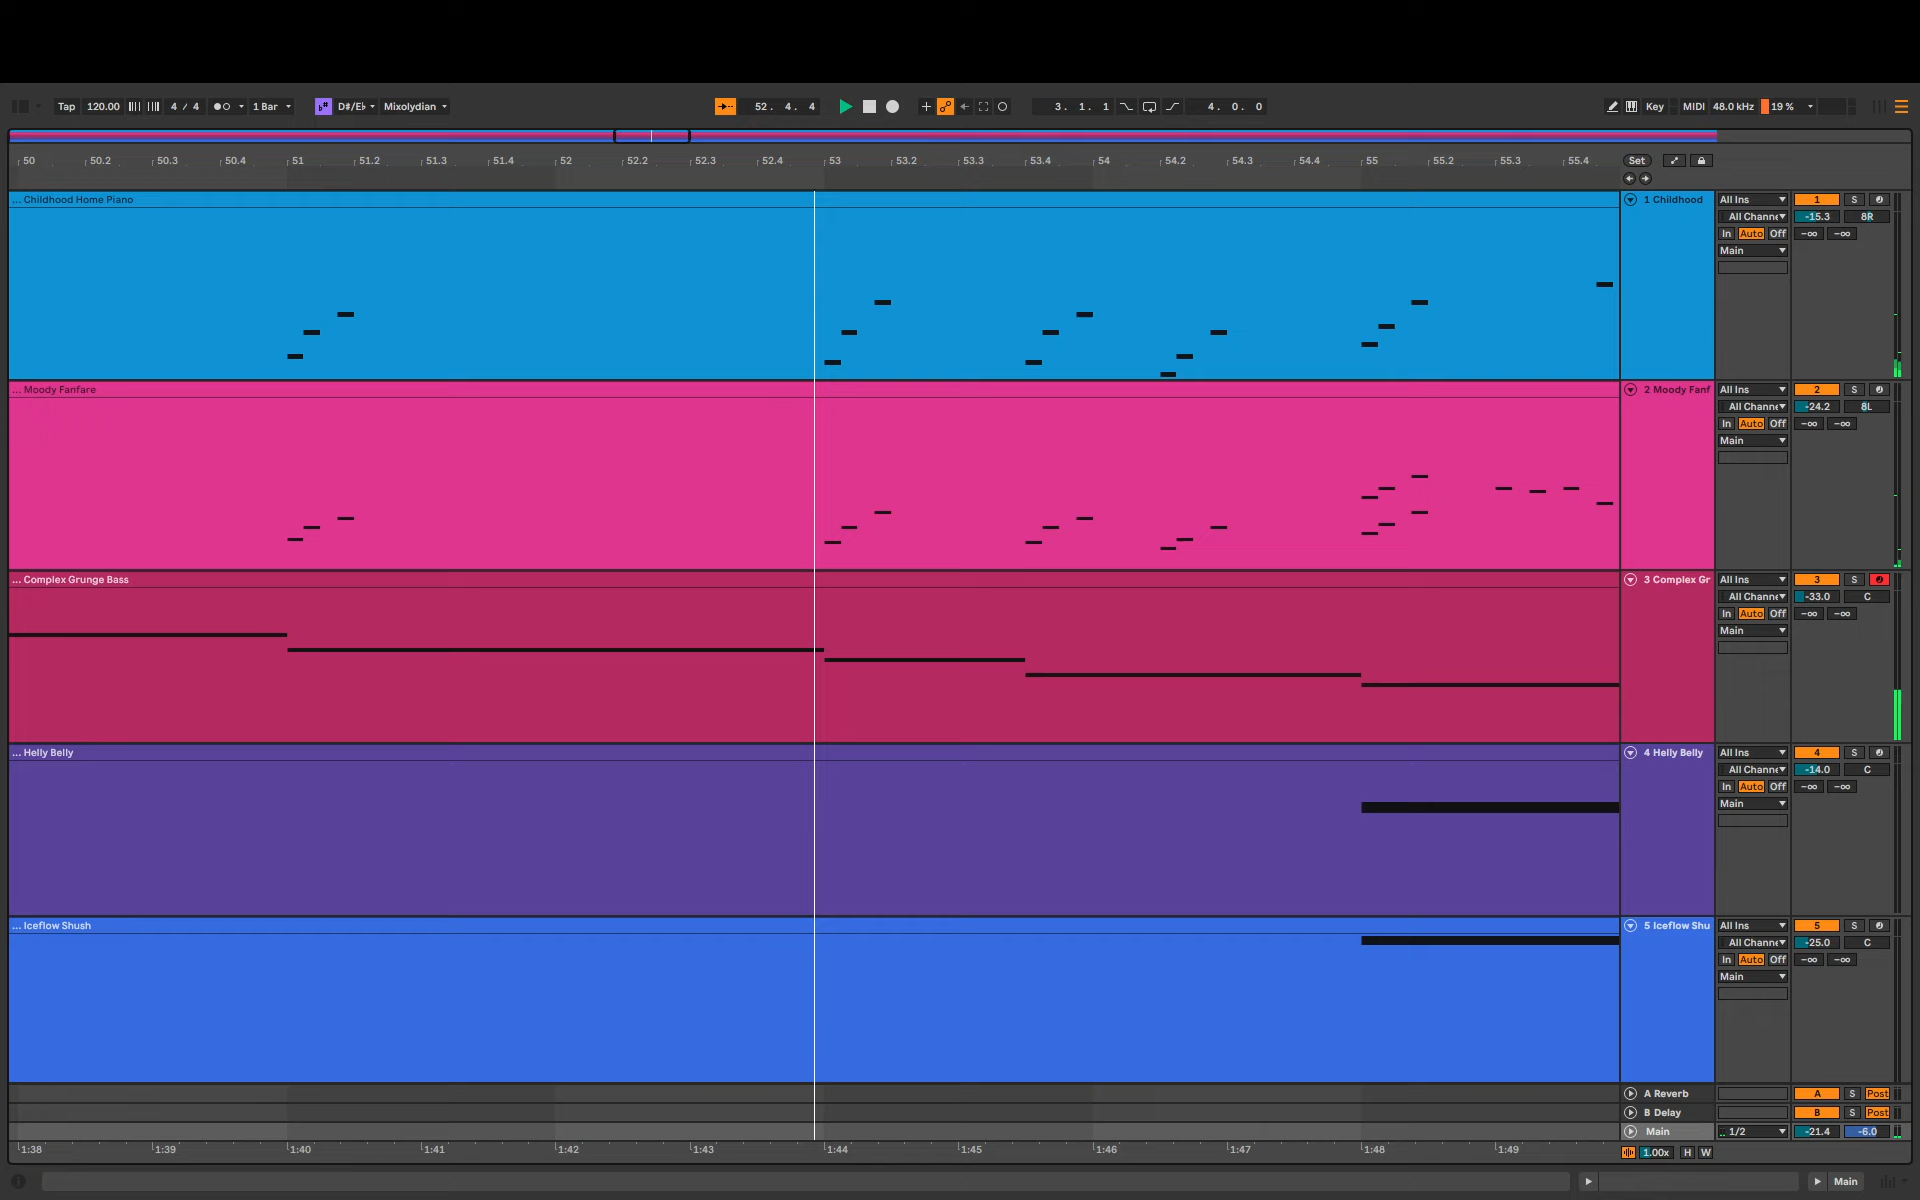 Tap 120.00 4 / 4 1 Bar D#/E♭ Mixolydian 52. 4. 4 3. 1. 1 4. 0. 0 Key MIDI 48.0 kHz 19 %
50 50.2 50.3 50.4 51 51.2 51.3 51.4 52 52.2 52.3 52.4 53 53.2 53.3 53.4 54 54.2 54.3 54.4 55 55.2 55.3 55.4 Set
... Childhood Home Piano 1 Childhood All Ins 1 S
All Channe -15.3 8R
In Auto Off -∞ -∞
Main
... Moody Fanfare 2 Moody Fanf All Ins 2 S
All Channe -24.2 8L
In Auto Off -∞ -∞
Main
... Complex Grunge Bass 3 Complex Gr All Ins 3 S
All Channe -33.0 C
In Auto Off -∞ -∞
Main
... Helly Belly 4 Helly Belly All Ins 4 S
All Channe -14.0 C
In Auto Off -∞ -∞
Main
... Iceflow Shush 5 Iceflow Shu All Ins 5 S
All Channe -25.0 C
In Auto Off -∞ -∞
Main
A Reverb A S Post
B Delay B S Post
Main 1/2 -21.4 -6.0
1:38 1:39 1:40 1:41 1:42 1:43 1:44 1:45 1:46 1:47 1:48 1:49 1.00x H W
Main